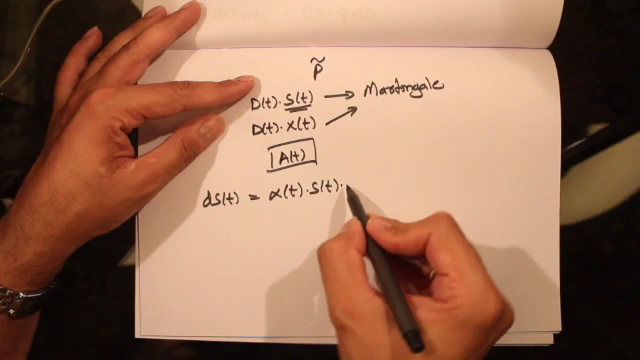 P̃
D(t)·S(t) → Martingale
D(t)·X(t) →
A(t)
dS(t) = α(t)·S(t)·